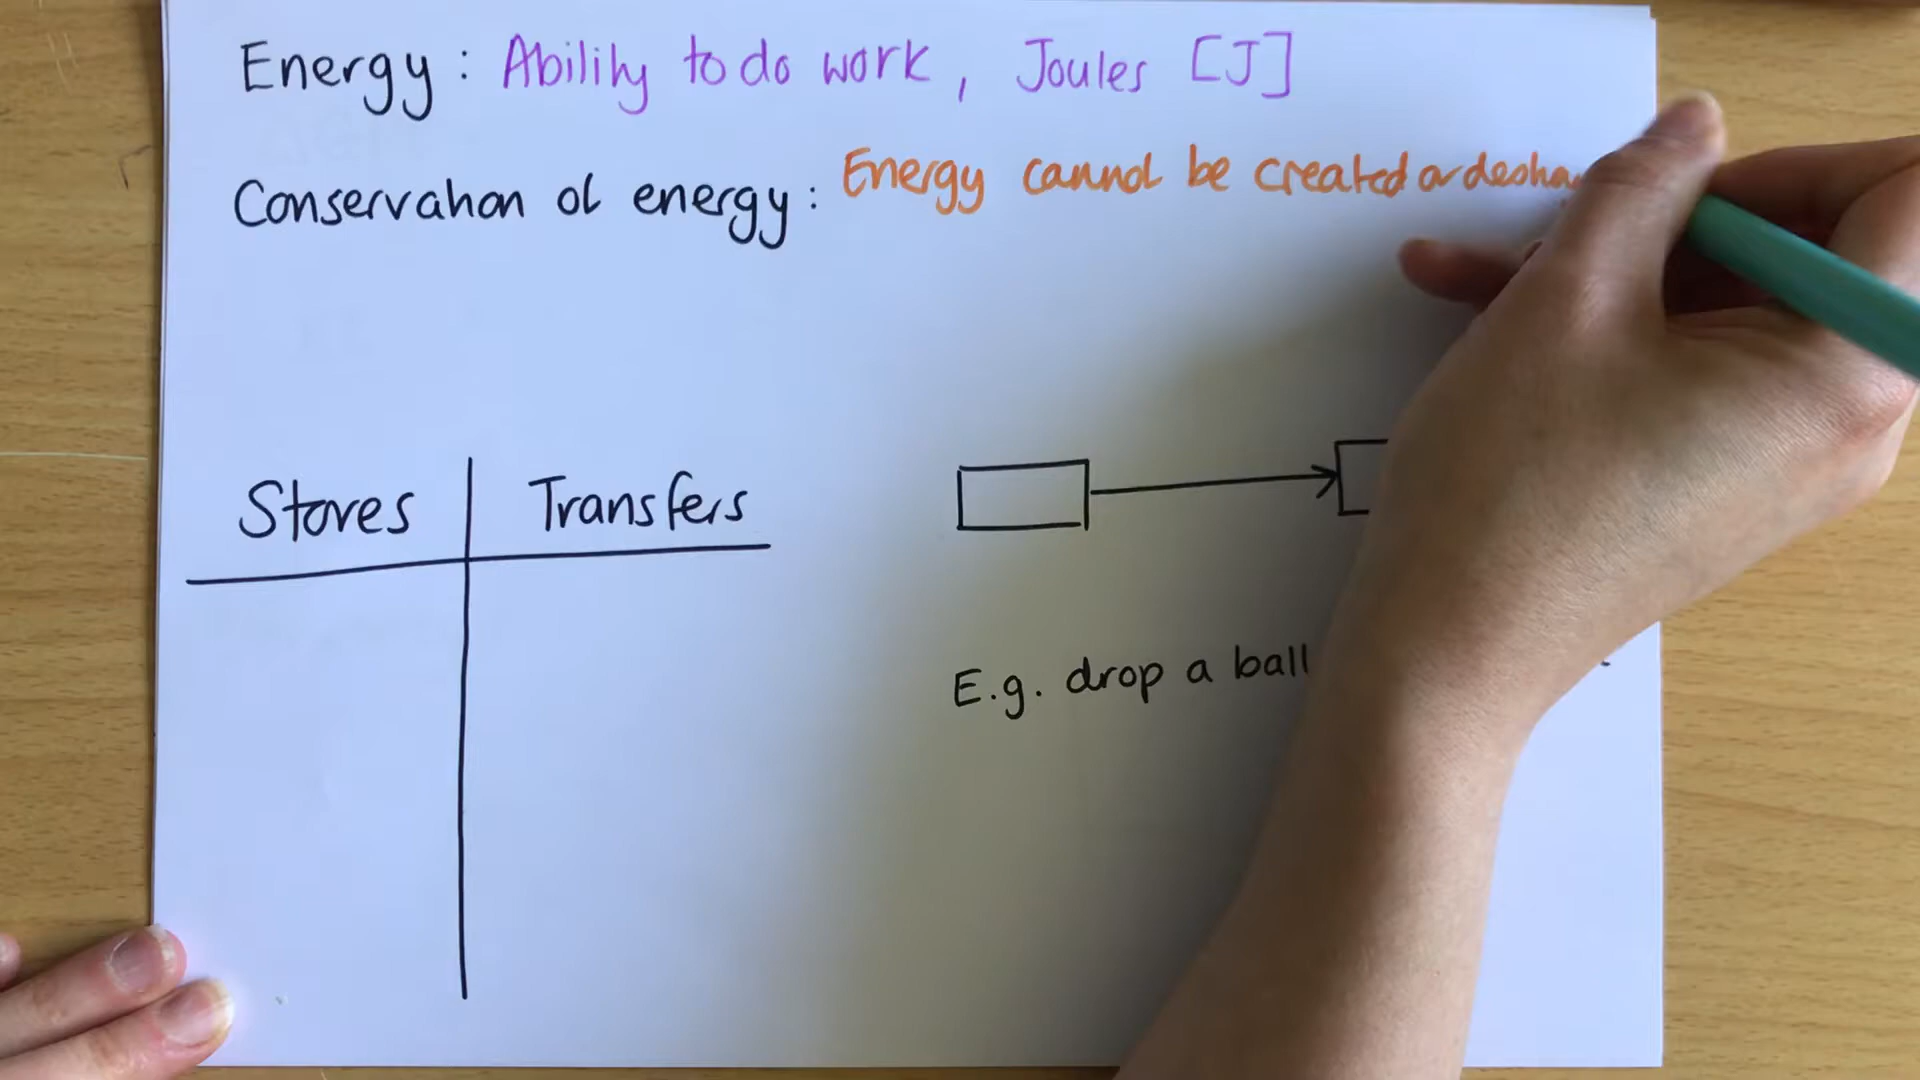 Energy : Ability to do work , Joules [J]
Conservation of energy : Energy cannot be created or
Stores
Transfers
E.g. drop a ball